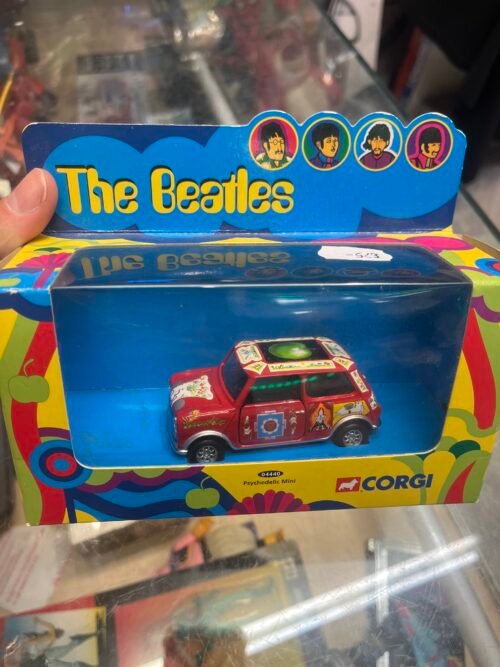 The Beatles
04440
Psychedelic Mini
CORGI